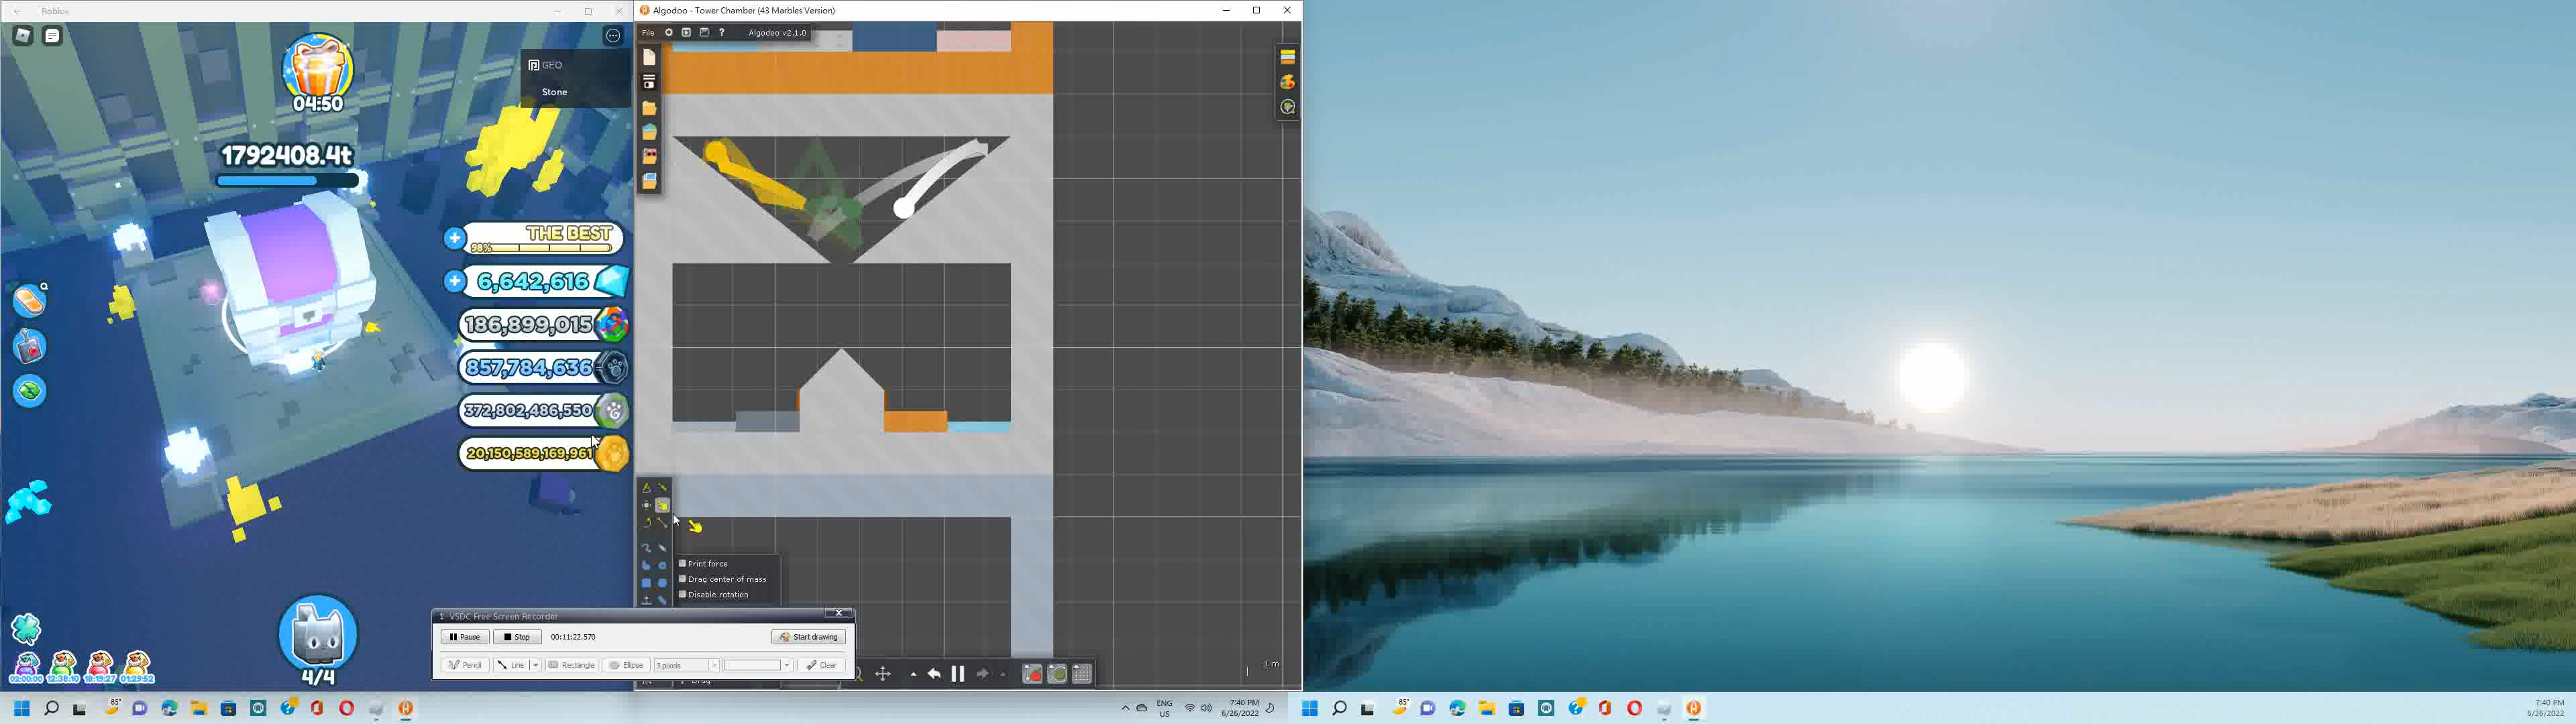 Roblox
04:50
GEO
Stone
1792408.4t
THE BEST
98%
6,642,616
186,899,015
857,784,636
372,802,486,550
20,150,589,169,961
Q
4/4
02:00:00 12:38:10 18:19:27 01:29:52
Algodoo - Tower Chamber (43 Marbles Version)
File ? Algodoo v2.1.0
Print force
Drag center of mass
Disable rotation
VSDC Free Screen Recorder
Pause Stop 00:11:22.570 Start drawing
Pencil Line Rectangle Ellipse 3 pixels Clear
1 m
85°
ENG
US
7:40 PM
6/26/2022
85°
7:40 PM
6/26/2022